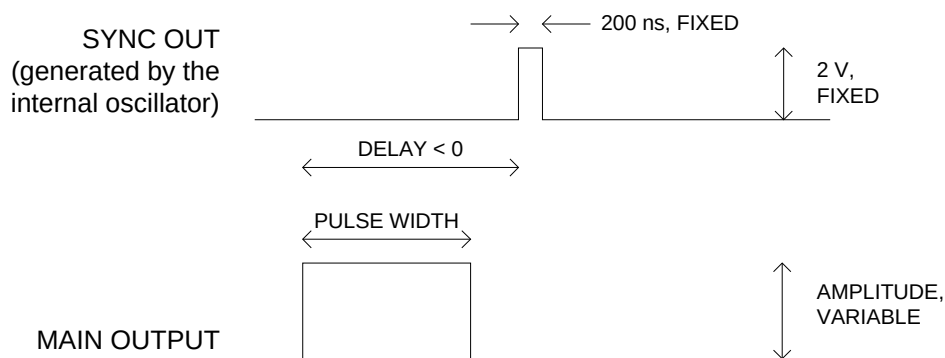 200 ns, FIXED
SYNC OUT
(generated by the
internal oscillator)
2 V,
FIXED
DELAY < 0
PULSE WIDTH
AMPLITUDE,
VARIABLE
MAIN OUTPUT